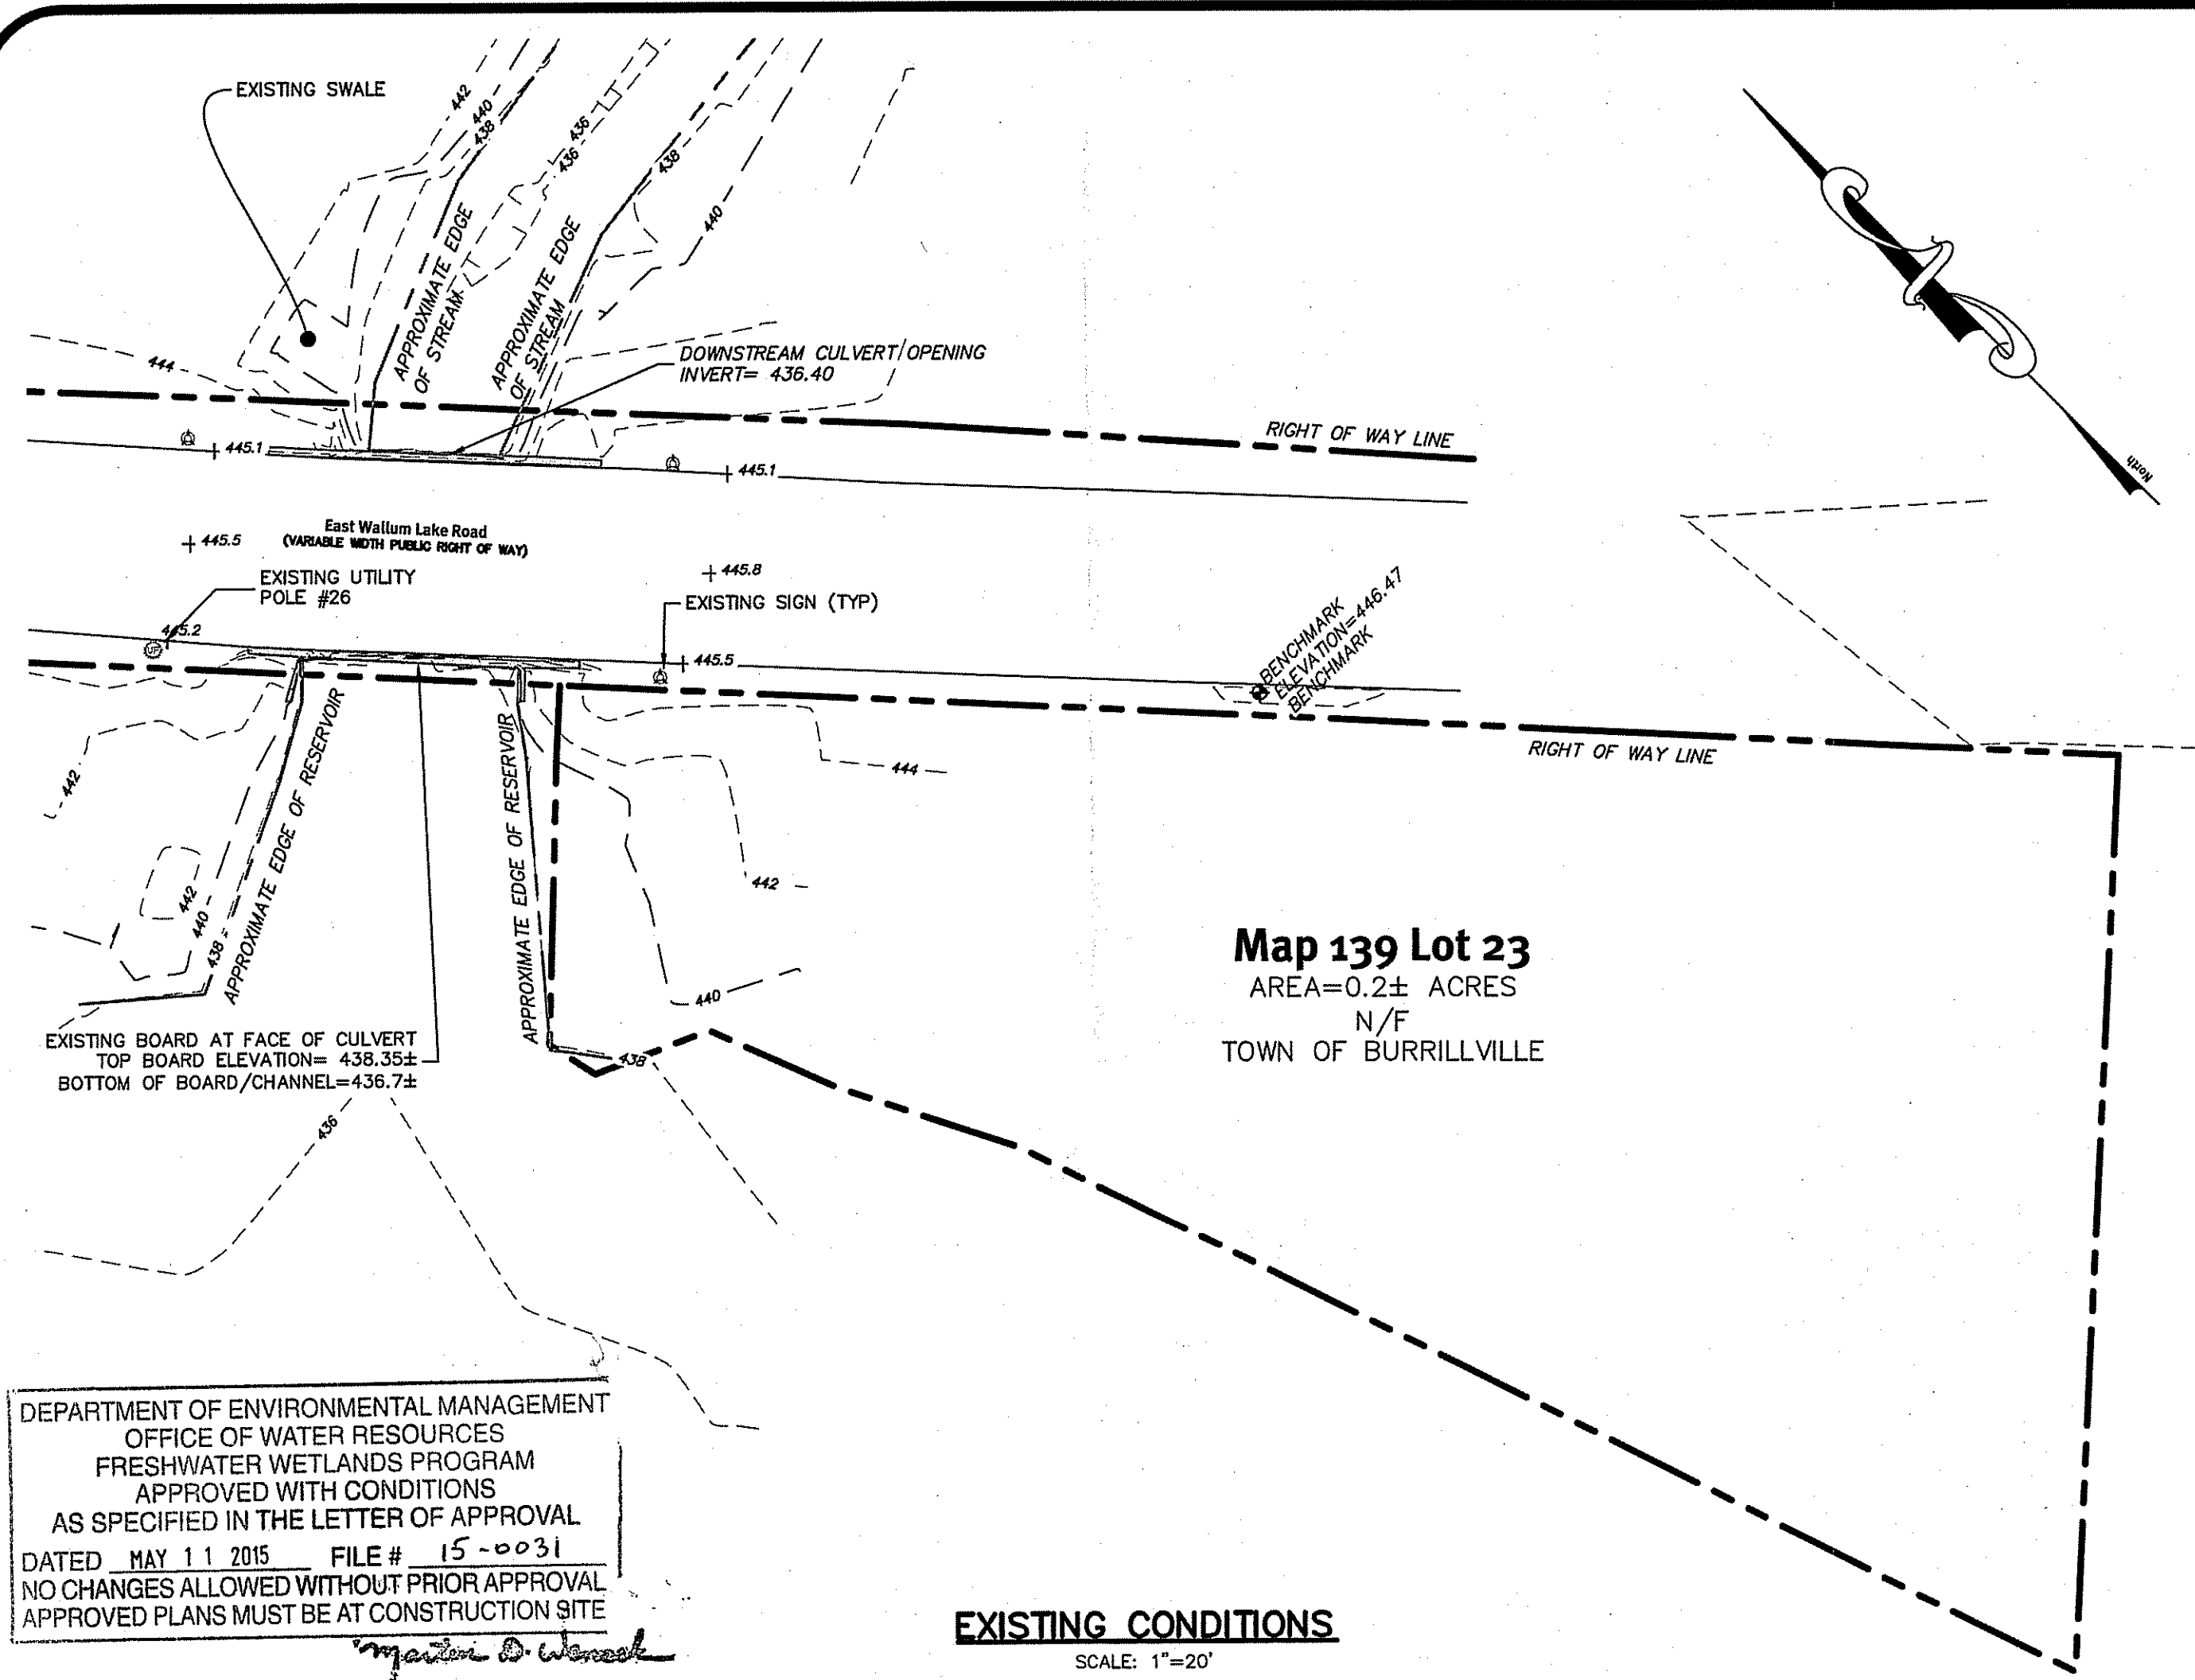 EXISTING SWALE
442
440
438
436
436
438
440
APPROXIMATE EDGE
OF STREAM
APPROXIMATE EDGE
OF STREAM
DOWNSTREAM CULVERT/OPENING
INVERT= 436.40
444
RIGHT OF WAY LINE
North
445.1
445.1
East Wallum Lake Road
(VARIABLE WIDTH PUBLIC RIGHT OF WAY)
445.5
445.8
EXISTING UTILITY
POLE #26
EXISTING SIGN (TYP)
445.2
UP
445.5
BENCHMARK
ELEVATION=446.47
BENCHMARK
RIGHT OF WAY LINE
442
444
442
442
440
438
APPROXIMATE EDGE OF RESERVOIR
APPROXIMATE EDGE OF RESERVOIR
440
438
Map 139 Lot 23
AREA=0.2± ACRES
N/F
TOWN OF BURRILLVILLE
EXISTING BOARD AT FACE OF CULVERT
TOP BOARD ELEVATION= 438.35±
BOTTOM OF BOARD/CHANNEL=436.7±
436
DEPARTMENT OF ENVIRONMENTAL MANAGEMENT
OFFICE OF WATER RESOURCES
FRESHWATER WETLANDS PROGRAM
APPROVED WITH CONDITIONS
AS SPECIFIED IN THE LETTER OF APPROVAL
DATED MAY 11 2015 FILE # 15-0031
NO CHANGES ALLOWED WITHOUT PRIOR APPROVAL
APPROVED PLANS MUST BE AT CONSTRUCTION SITE
EXISTING CONDITIONS
SCALE: 1"=20'